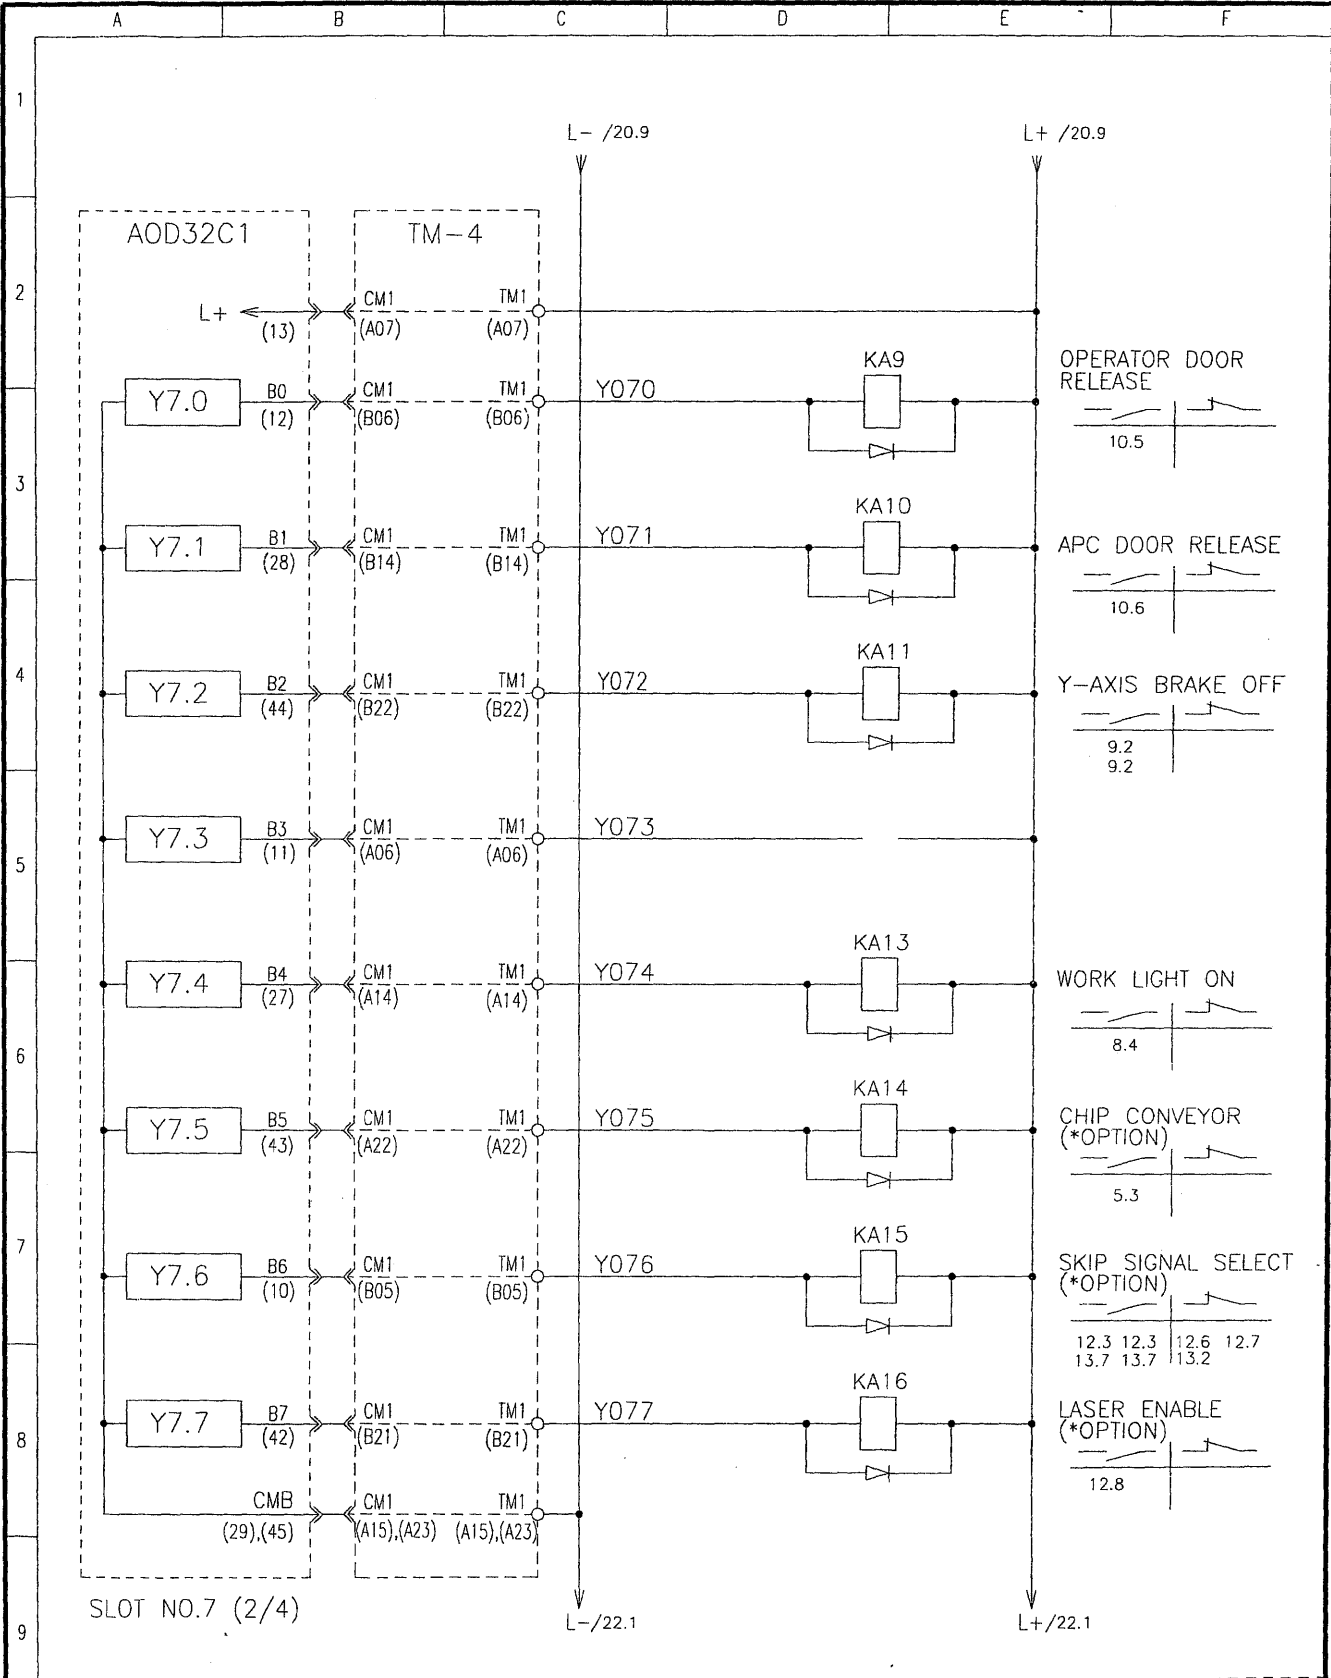 A B C D E F
1
L- /20.9 L+ /20.9
AOD32C1 TM-4
2
L+ (13) CM1 (A07) TM1 (A07)
KA9
OPERATOR DOOR
RELEASE
Y7.0 B0 (12) CM1 (B06) TM1 (B06) Y070
10.5
3
KA10
Y7.1 B1 (28) CM1 (B14) TM1 (B14) Y071
APC DOOR RELEASE
10.6
4
KA11
Y7.2 B2 (44) CM1 (B22) TM1 (B22) Y072
Y-AXIS BRAKE OFF
9.2
9.2
5
Y7.3 B3 (11) CM1 (A06) TM1 (A06) Y073
KA13
Y7.4 B4 (27) CM1 (A14) TM1 (A14) Y074
WORK LIGHT ON
8.4
6
KA14
Y7.5 B5 (43) CM1 (A22) TM1 (A22) Y075
CHIP CONVEYOR
(*OPTION)
5.3
7
KA15
Y7.6 B6 (10) CM1 (B05) TM1 (B05) Y076
SKIP SIGNAL SELECT
(*OPTION)
12.3 12.3 12.6 12.7
13.7 13.7 13.2
8
KA16
Y7.7 B7 (42) CM1 (B21) TM1 (B21) Y077
LASER ENABLE
(*OPTION)
12.8
CMB CM1 TM1
(29),(45) (A15),(A23) (A15),(A23)
SLOT NO.7 (2/4)
L-/22.1 L+/22.1
9